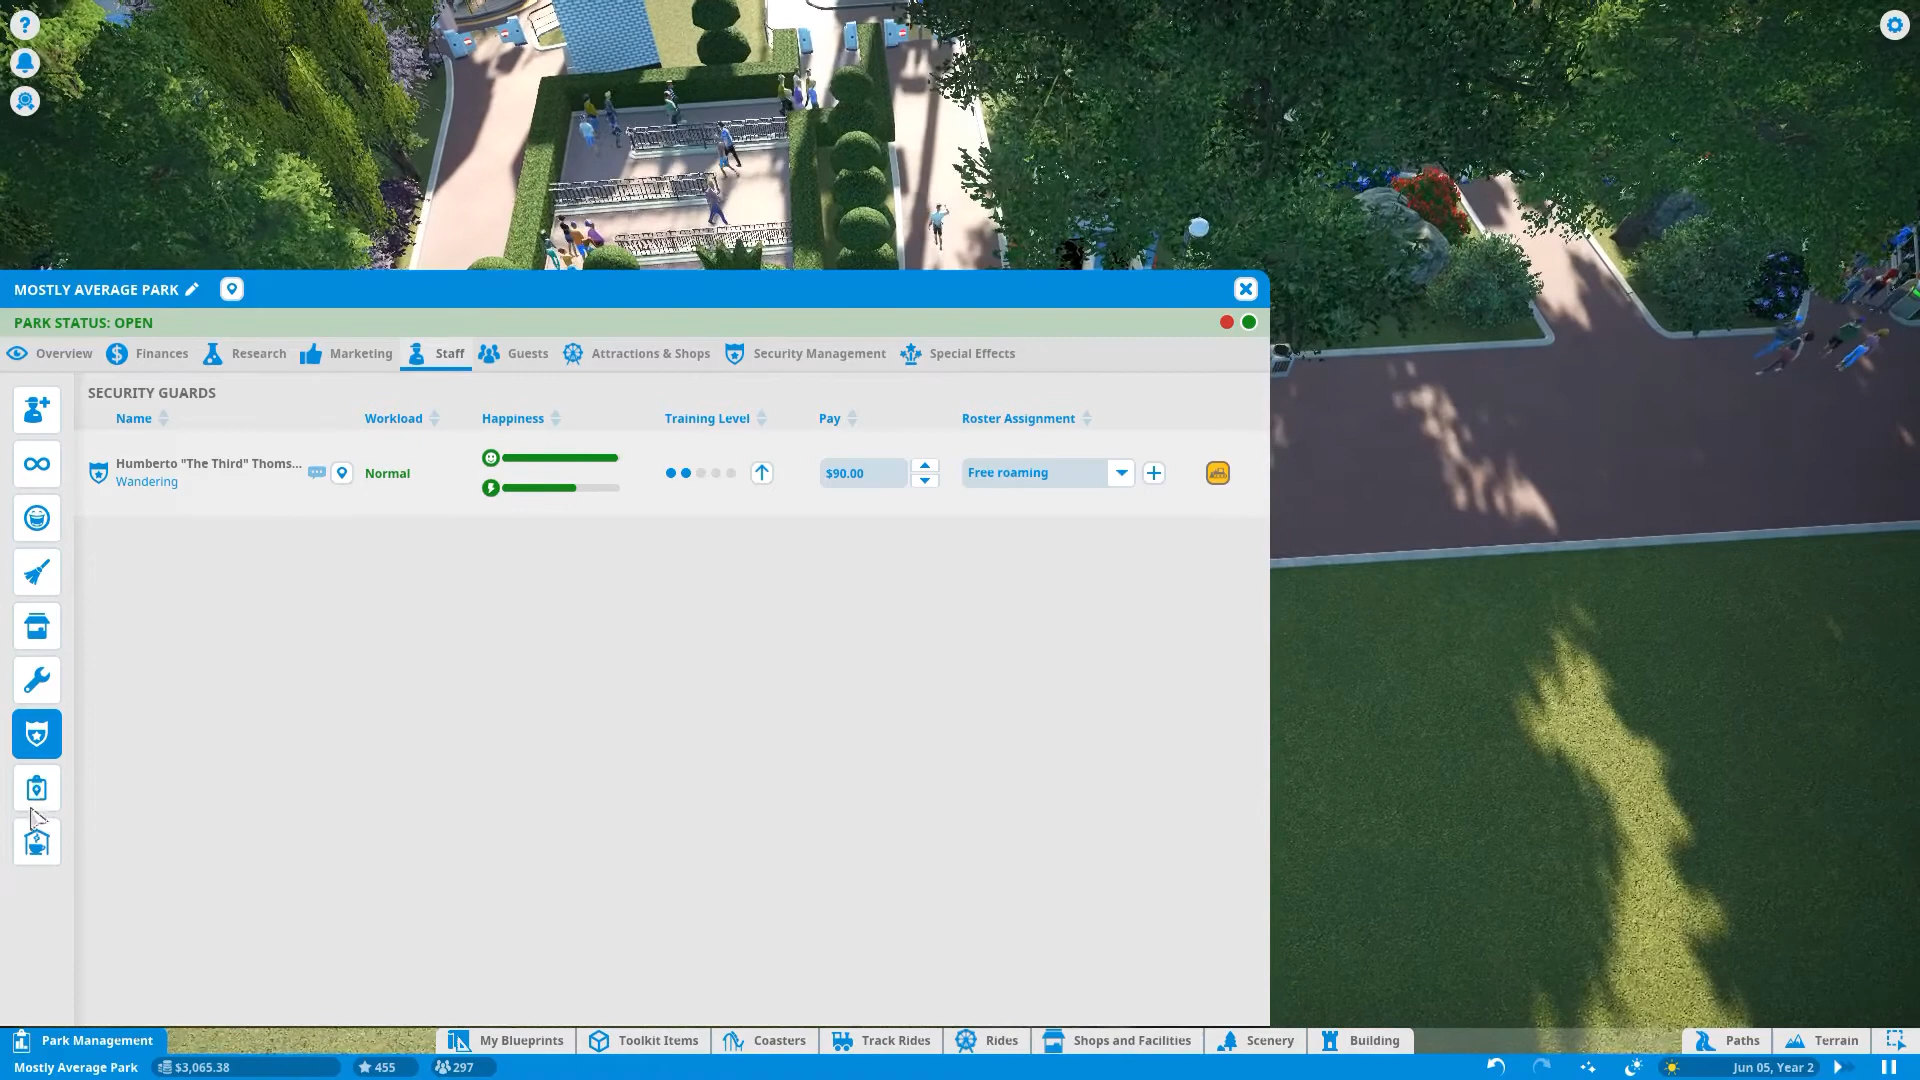 MOSTLY AVERAGE PARK
PARK STATUS: OPEN
Overview Finances Research Marketing Staff Guests Attractions & Shops Security Management Special Effects
SECURITY GUARDS
Name Workload Happiness Training Level Pay Roster Assignment
Humberto "The Third" Thoms...
Wandering
Normal
$90.00
Free roaming
Park Management My Blueprints Toolkit Items Coasters Track Rides Rides Shops and Facilities Scenery Building Paths Terrain
Mostly Average Park $3,065.38 455 297 Jun 05, Year 2